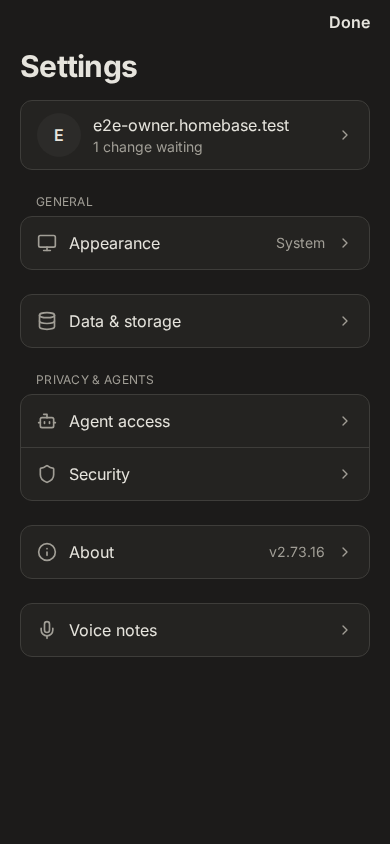 Done
Settings
E
e2e-owner.homebase.test
1 change waiting
GENERAL
Appearance System
Data & storage
PRIVACY & AGENTS
Agent access
Security
About v2.73.16
Voice notes